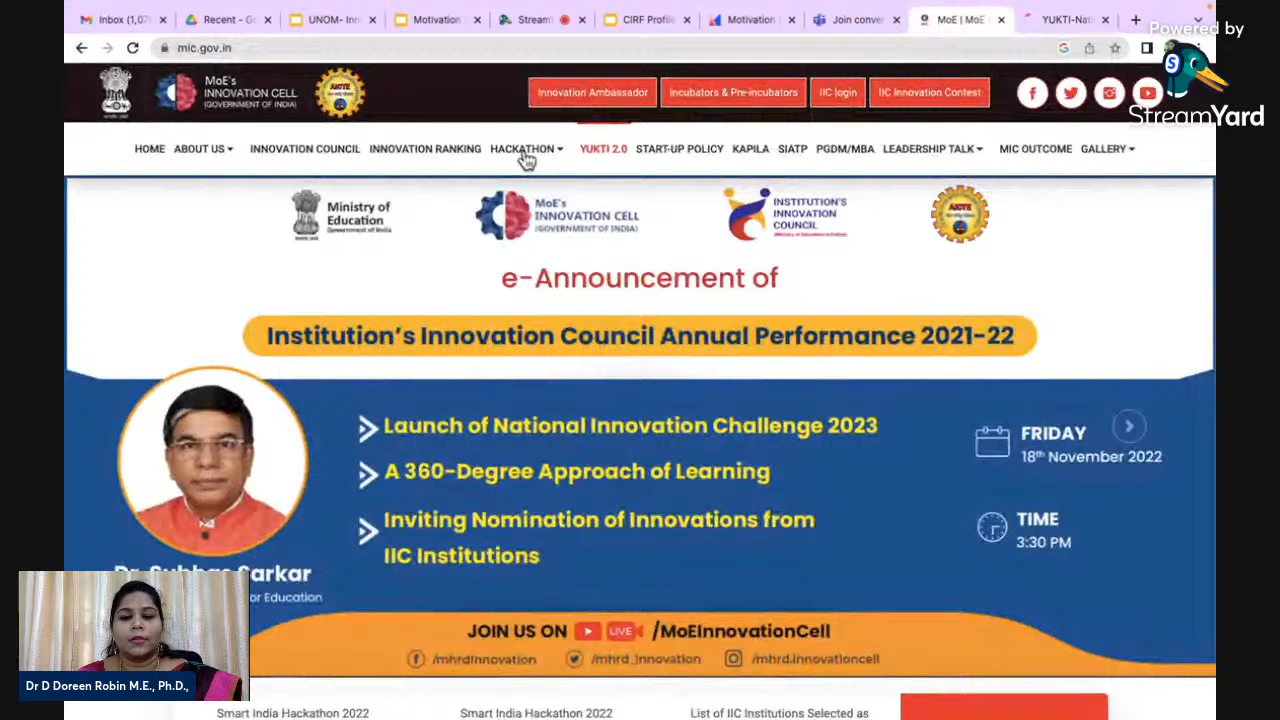 Inbox (1,07
Recent - G
UNOM- Inn
Motivation
Stream
CIRF Profile
Motivation
Join conver
MoE | MoE
YUKTI-Nat
Powered by
StreamYard
mic.gov.in
MoE's
INNOVATION CELL
(GOVERNMENT OF INDIA)
Innovation Ambassador
Incubators & Pre-incubators
IIC login
IIC Innovation Contest
HOME
ABOUT US
INNOVATION COUNCIL
INNOVATION RANKING
HACKATHON
YUKTI 2.0
START-UP POLICY
KAPILA
SIATP
PGDM/MBA
LEADERSHIP TALK
MIC OUTCOME
GALLERY
Ministry of
Education
Government of India
MoE's
INNOVATION CELL
(GOVERNMENT OF INDIA)
INSTITUTION'S
INNOVATION
COUNCIL
e-Announcement of
Institution's Innovation Council Annual Performance 2021-22
Launch of National Innovation Challenge 2023
A 360-Degree Approach of Learning
Inviting Nomination of Innovations from
IIC Institutions
FRIDAY
18th November 2022
TIME
3:30 PM
arkar
or Education
JOIN US ON
LIVE
/MoEInnovationCell
/mhrdInnovation
/mhrd_innovation
/mhrd.innovationcell
Dr D Doreen Robin M.E., Ph.D.,
Smart India Hackathon 2022
Smart India Hackathon 2022
List of IIC Institutions Selected as